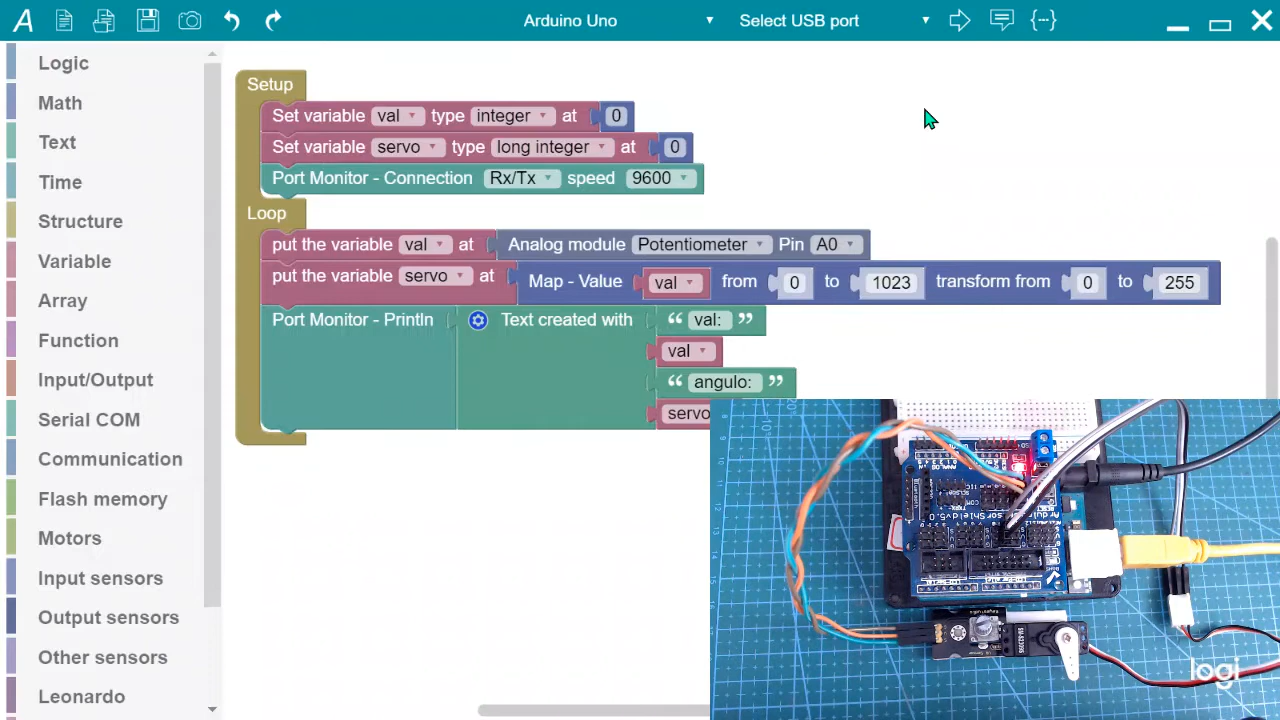 A Arduino Uno Select USB port
Logic
Math
Text
Time
Structure
Variable
Array
Function
Input/Output
Serial COM
Communication
Flash memory
Motors
Input sensors
Output sensors
Other sensors
Leonardo
Setup
Set variable val type integer at 0
Set variable servo type long integer at 0
Port Monitor - Connection Rx/Tx speed 9600
Loop
put the variable val at Analog module Potentiometer Pin A0
put the variable servo at Map - Value val from 0 to 1023 transform from 0 to 255
Port Monitor - Println Text created with “ val: ”
val
“ angulo: ”
servo
logi